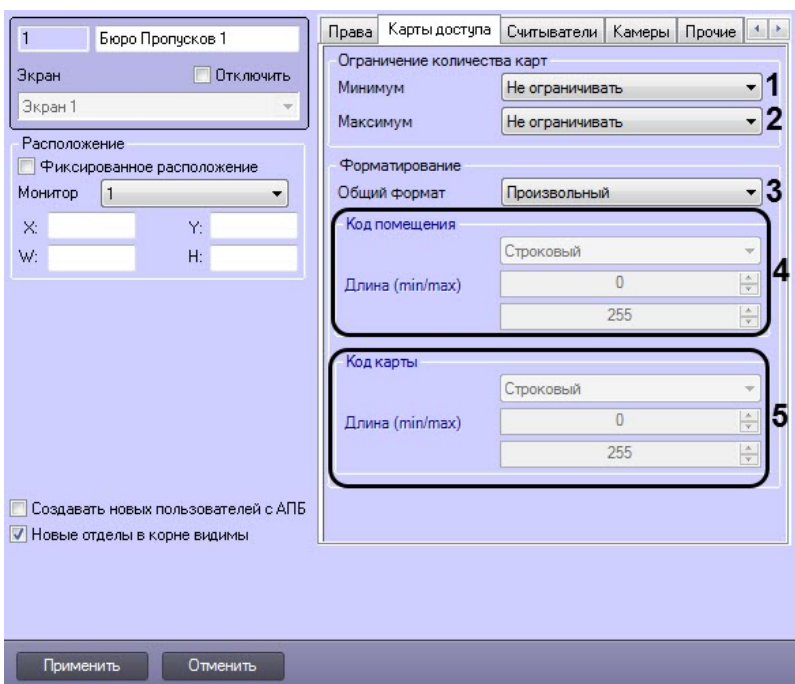 1 Бюро Пропусков 1
Экран Отключить
Экран 1
Расположение
Фиксированное расположение
Монитор 1
X: Y:
W: H:
Создавать новых пользователей с АПБ
Новые отделы в корне видимы
Права Карты доступа Считыватели Камеры Прочие
Ограничение количества карт
Минимум Не ограничивать 1
Максимум Не ограничивать 2
Форматирование
Общий формат Произвольный 3
Код помещения
Строковый
Длина (min/max) 0 4
255
Код карты
Строковый
Длина (min/max) 0 5
255
Применить Отменить